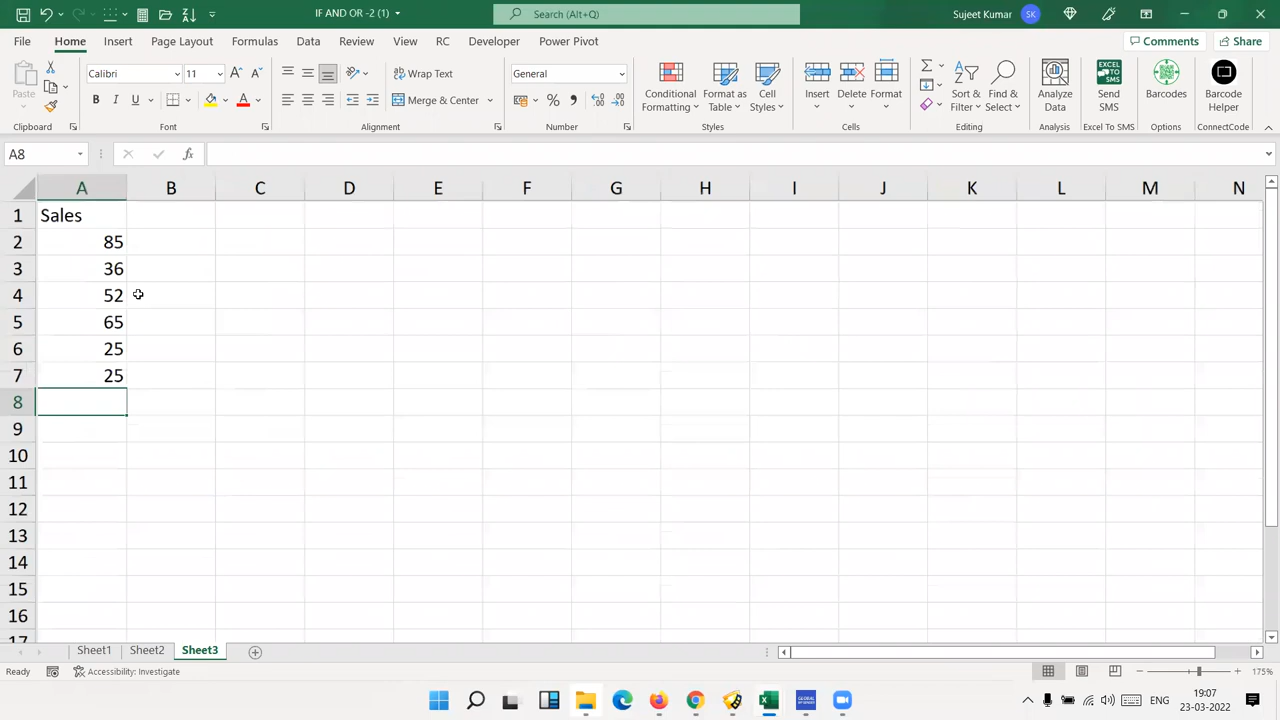 IF AND OR -2 (1)
Search (Alt+Q)
Sujeet Kumar
SK
File Home Insert Page Layout Formulas Data Review View RC Developer Power Pivot
Comments
Share
Paste
Calibri 11
B I U
Wrap Text
Merge & Center
General
Conditional Formatting
Format as Table
Cell Styles
Insert
Delete
Format
Sort & Filter
Find & Select
Analyze Data
Send SMS
Barcodes
Barcode Helper
Clipboard Font Alignment Number Styles Cells Editing Analysis Excel To SMS Options ConnectCode
A8
fx
A B C D E F G H I J K L M N
1 Sales
2 85
3 36
4 52
5 65
6 25
7 25
8
9
10
11
12
13
14
15
16
17
Sheet1 Sheet2 Sheet3
Ready
Accessibility: Investigate
175%
ENG
19:07
23-03-2022